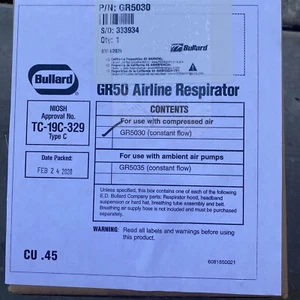 P/N: GR5030
S/O: 333934
Qty: 1
Bullard
Bullard
GR50 Airline Respirator
NIOSH
Approval No.
TC-19C-329
Type C
CONTENTS
For use with compressed air
GR5030 (constant flow)
For use with ambient air pumps
GR5035 (constant flow)
Packed Date:
FEB 24 2020
Unless specified, this box contains one of each of the following
E.D. Bullard Company parts: Respirator hood, headband
suspension or hard hat, breathing tube assembly and belt.
Breathing air supply hose is not included and must be purchased
separately.
WARNING: Read all labels and warnings before using
this product.
CU .45
6081850021